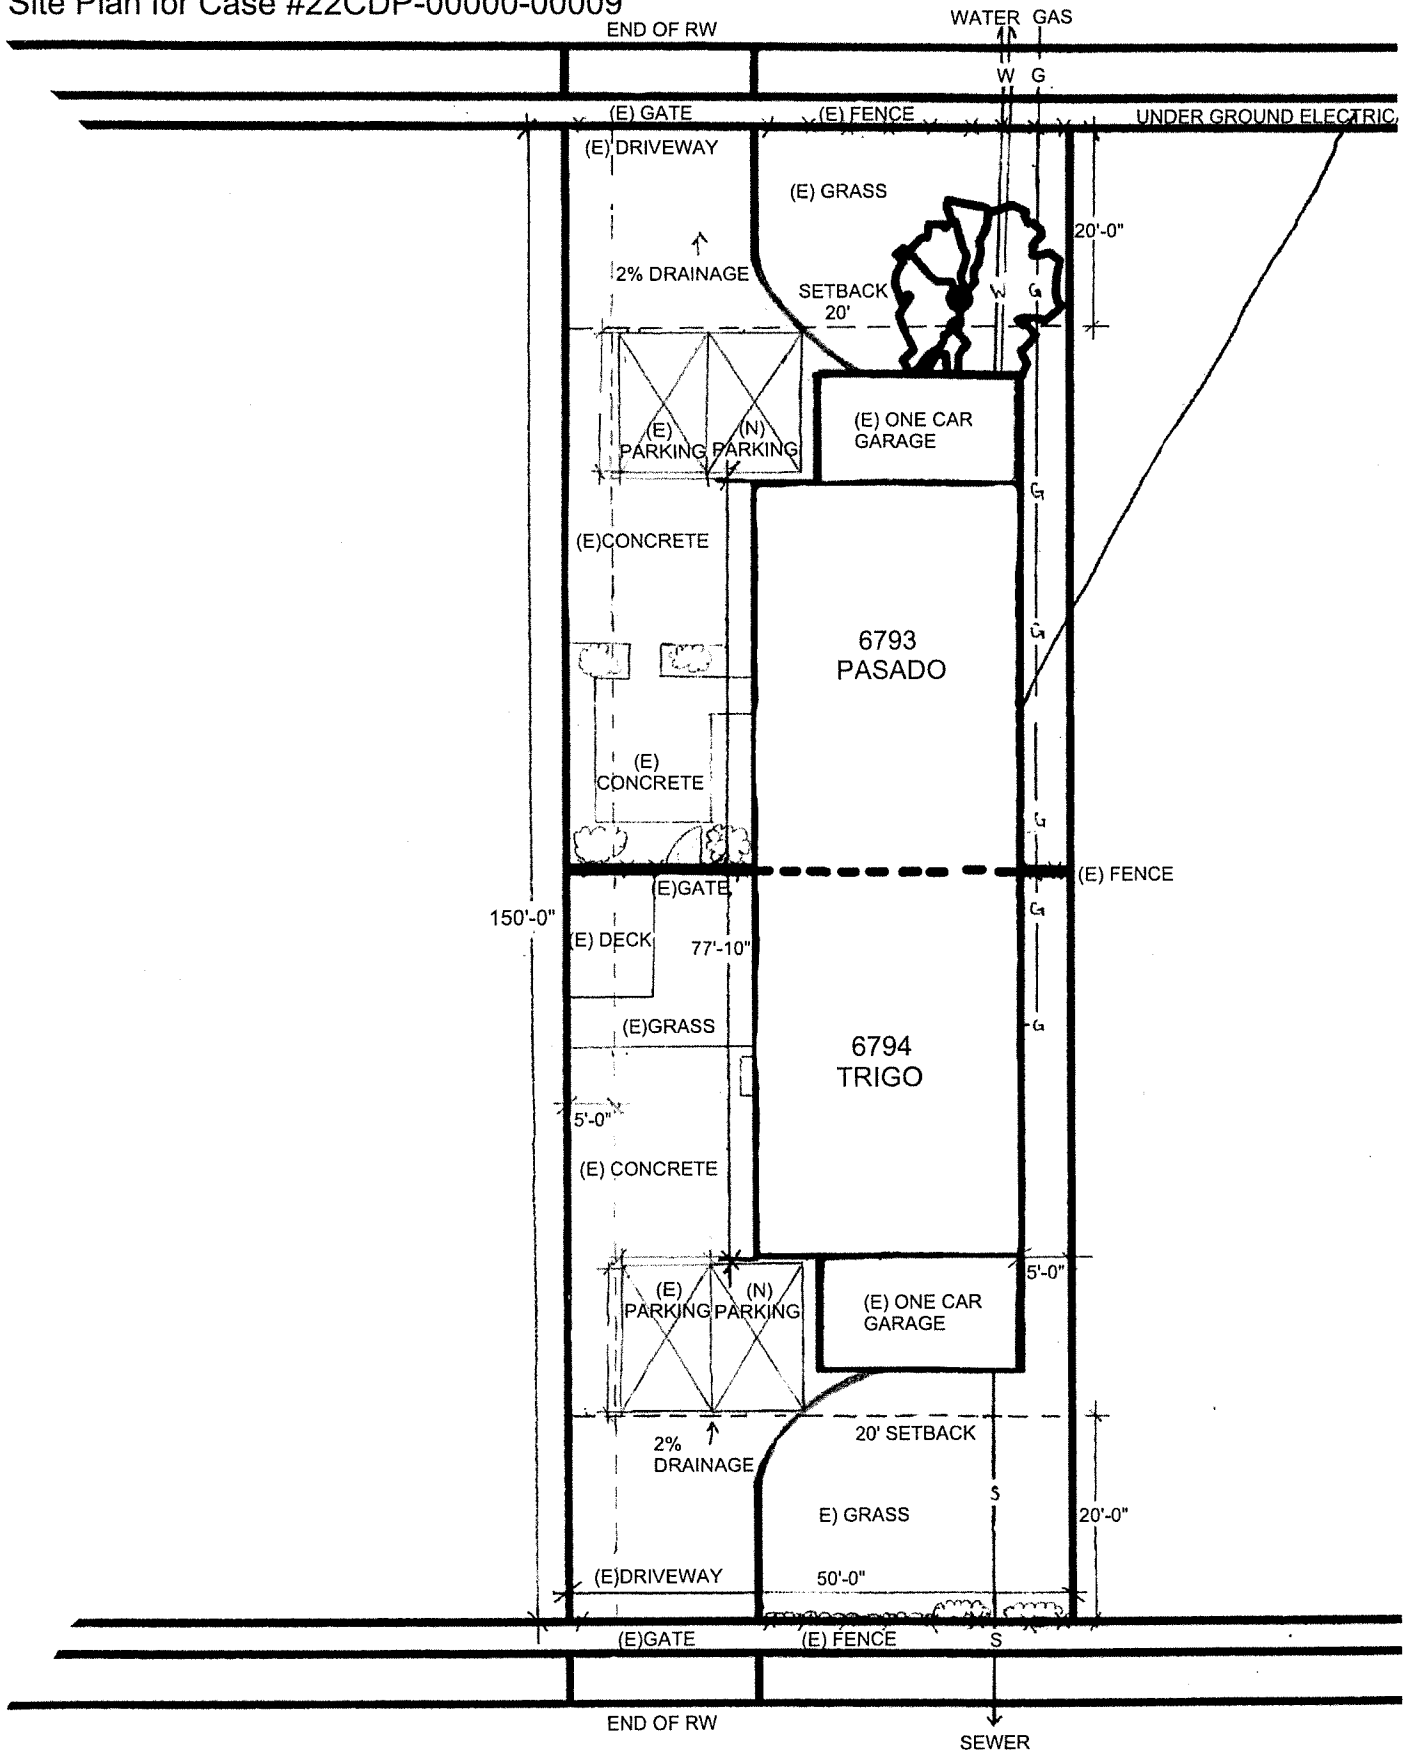 Site Plan for Case #22CDP-00000-00009
WATER GAS
END OF RW
W G
(E) GATE
(E) FENCE
UNDER GROUND ELECTRIC
(E) DRIVEWAY
(E) GRASS
20'-0"
2% DRAINAGE
SETBACK
20'
W G
(E) ONE CAR
GARAGE
(E)
PARKING
(N)
PARKING
G
(E)CONCRETE
6793
PASADO
G
(E)
CONCRETE
G
(E)GATE
(E) FENCE
150'-0"
(E) DECK
77'-10"
G
(E)GRASS
G
6794
TRIGO
5'-0"
(E) CONCRETE
5'-0"
(E)
PARKING
(N)
PARKING
(E) ONE CAR
GARAGE
20' SETBACK
2%
DRAINAGE
S
E) GRASS
20'-0"
(E)DRIVEWAY
50'-0"
(E)GATE
(E) FENCE
S
END OF RW
SEWER